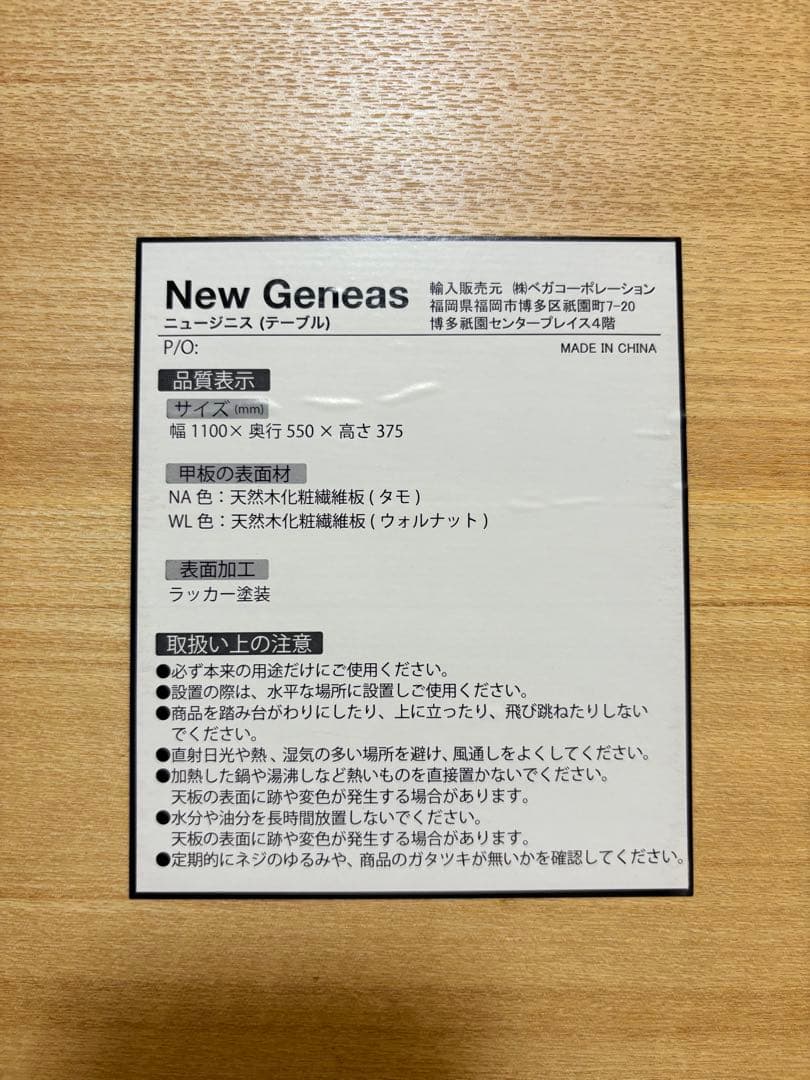 New Geneas
ニュージニス (テーブル)
輸入販売元 ㈱ベガコーポレーション
福岡県福岡市博多区祇園町7-20
博多祇園センタープレイス4階
P/O:
MADE IN CHINA
品質表示
サイズ (mm)
幅 1100× 奥行 550 × 高さ 375
甲板の表面材
NA 色：天然木化粧繊維板 ( タモ )
WL 色：天然木化粧繊維板 ( ウォルナット )
表面加工
ラッカー塗装
取扱い上の注意
●必ず本来の用途だけにご使用ください。
●設置の際は、水平な場所に設置しご使用ください。
●商品を踏み台がわりにしたり、上に立ったり、飛び跳ねたりしない
でください。
●直射日光や熱、湿気の多い場所を避け、風通しをよくしてください。
●加熱した鍋や湯沸しなど熱いものを直接置かないでください。
天板の表面に跡や変色が発生する場合があります。
●水分や油分を長時間放置しないでください。
天板の表面に跡や変色が発生する場合があります。
●定期的にネジのゆるみや、商品のガタツキが無いかを確認してください。